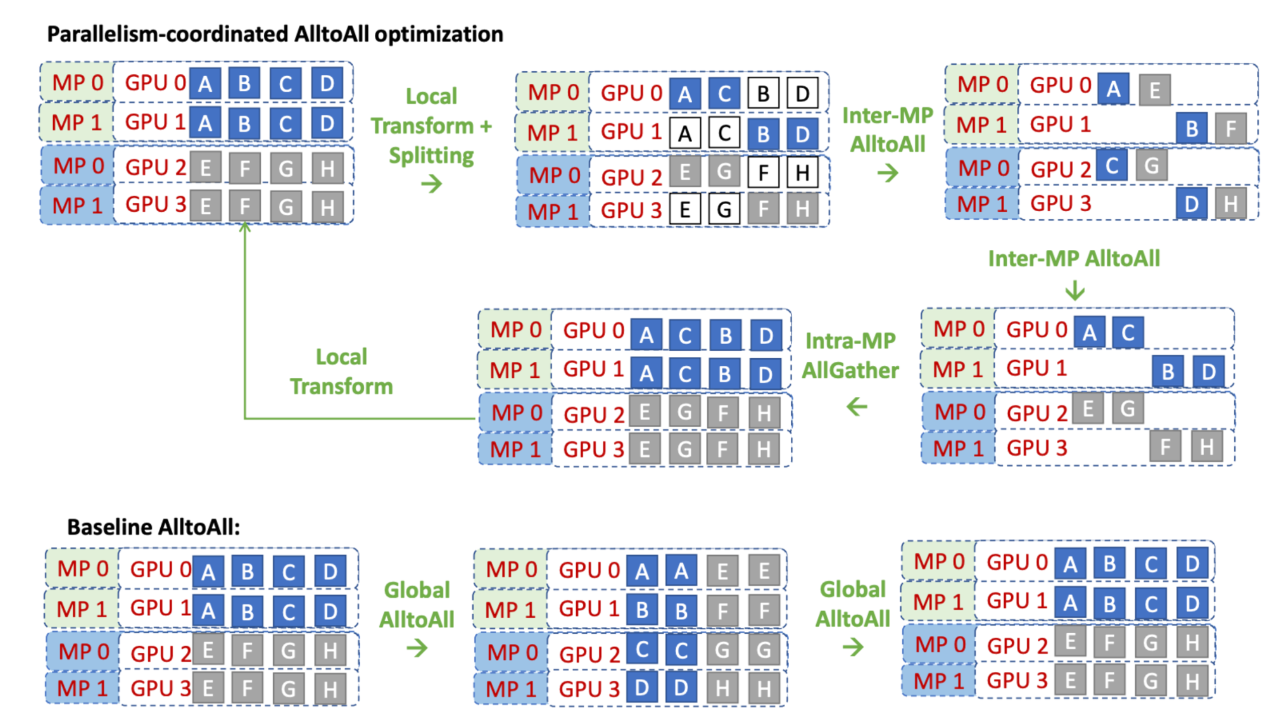 Parallelism-coordinated AlltoAll optimization
MP 0 GPU 0 A B C D
MP 1 GPU 1 A B C D
MP 0 GPU 2 E F G H
MP 1 GPU 3 E F G H
Local
Transform +
Splitting
MP 0 GPU 0 A C B D
MP 1 GPU 1 A C B D
MP 0 GPU 2 E G F H
MP 1 GPU 3 E G F H
Inter-MP
AlltoAll
MP 0 GPU 0 A E
MP 1 GPU 1 B F
MP 0 GPU 2 C G
MP 1 GPU 3 D H
Inter-MP AlltoAll
MP 0 GPU 0 A C
MP 1 GPU 1 B D
MP 0 GPU 2 E G
MP 1 GPU 3 F H
Intra-MP
AllGather
MP 0 GPU 0 A C B D
MP 1 GPU 1 A C B D
MP 0 GPU 2 E G F H
MP 1 GPU 3 E G F H
Local
Transform
Baseline AlltoAll:
MP 0 GPU 0 A B C D
MP 1 GPU 1 A B C D
MP 0 GPU 2 E F G H
MP 1 GPU 3 E F G H
Global
AlltoAll
MP 0 GPU 0 A A E E
MP 1 GPU 1 B B F F
MP 0 GPU 2 C C G G
MP 1 GPU 3 D D H H
Global
AlltoAll
MP 0 GPU 0 A B C D
MP 1 GPU 1 A B C D
MP 0 GPU 2 E F G H
MP 1 GPU 3 E F G H